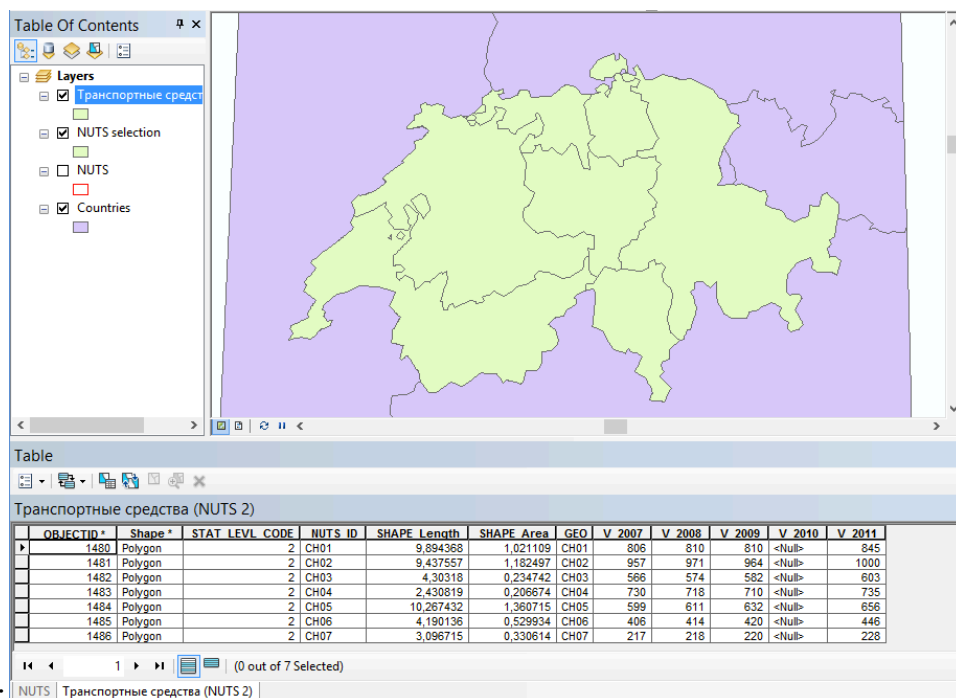 Table Of Contents
Layers
Транспортные средст
NUTS selection
NUTS
Countries
Table
Транспортные средства (NUTS 2)
OBJECTID * Shape * STAT_LEVL_CODE NUTS_ID SHAPE_Length SHAPE_Area GEO V_2007 V_2008 V_2009 V_2010 V_2011
1480 Polygon 2 CH01 9,894368 1,021109 CH01 806 810 810 <Null> 845
1481 Polygon 2 CH02 9,437557 1,182497 CH02 957 971 964 <Null> 1000
1482 Polygon 2 CH03 4,30318 0,234742 CH03 566 574 582 <Null> 603
1483 Polygon 2 CH04 2,430819 0,206674 CH04 730 718 710 <Null> 735
1484 Polygon 2 CH05 10,267432 1,360715 CH05 599 611 632 <Null> 656
1485 Polygon 2 CH06 4,190136 0,529934 CH06 406 414 420 <Null> 446
1486 Polygon 2 CH07 3,096715 0,330614 CH07 217 218 220 <Null> 228
1 (0 out of 7 Selected)
NUTS Транспортные средства (NUTS 2)